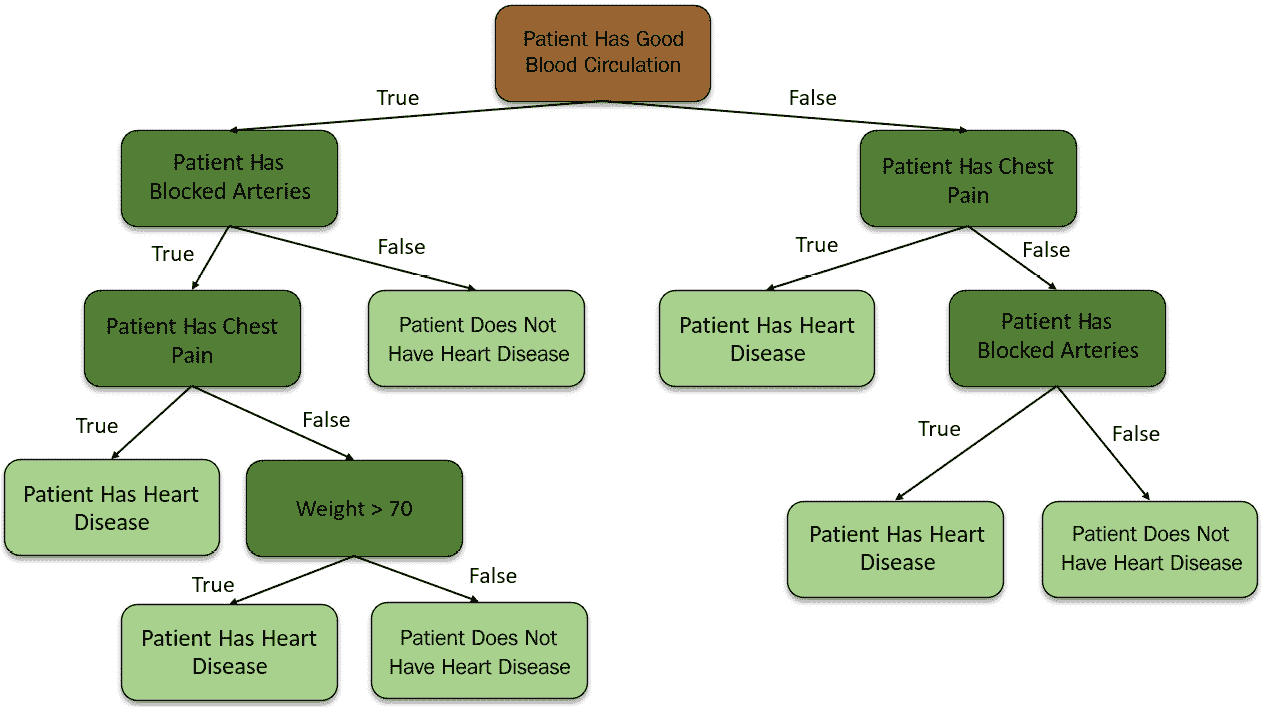 Patient Has Good
Blood Circulation
True
False
Patient Has
Blocked Arteries
Patient Has Chest
Pain
True
False
True
False
Patient Has Chest
Pain
Patient Does Not
Have Heart Disease
Patient Has Heart
Disease
Patient Has
Blocked Arteries
True
False
True
False
Patient Has Heart
Disease
Weight > 70
Patient Has Heart
Disease
Patient Does Not
Have Heart Disease
True
False
Patient Has Heart
Disease
Patient Does Not
Have Heart Disease